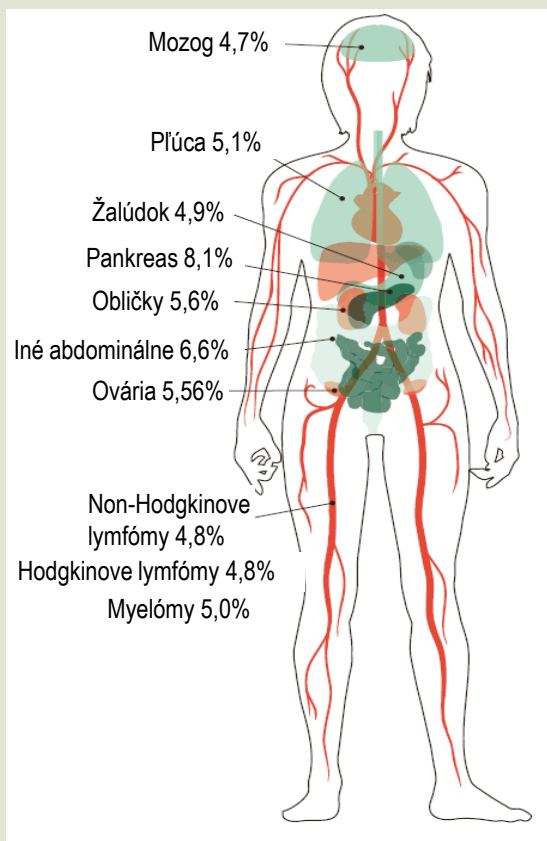 Mozog 4,7%
Pľúca 5,1%
Žalúdok 4,9%
Pankreas 8,1%
Obličky 5,6%
Iné abdominálne 6,6%
Ovária 5,56%
Non-Hodgkinove
lymfómy 4,8%
Hodgkinove lymfómy 4,8%
Myelómy 5,0%